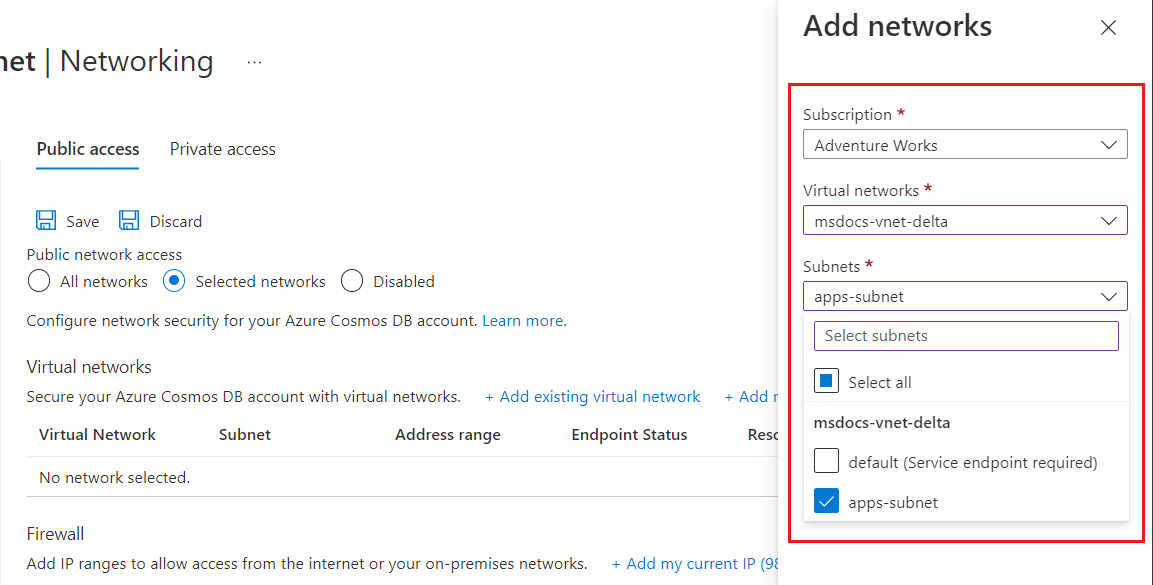 net | Networking ...
Public access Private access
Save Discard
Public network access
All networks Selected networks Disabled
Configure network security for your Azure Cosmos DB account. Learn more.
Virtual networks
Secure your Azure Cosmos DB account with virtual networks. + Add existing virtual network + Add
Virtual Network Subnet Address range Endpoint Status
No network selected.
Firewall
Add IP ranges to allow access from the internet or your on-premises networks. + Add my current IP (98
Add networks
Subscription *
Adventure Works
Virtual networks *
msdocs-vnet-delta
Subnets *
apps-subnet
Select subnets
Select all
msdocs-vnet-delta
default (Service endpoint required)
apps-subnet